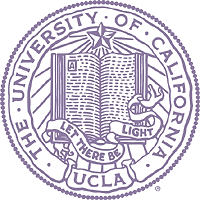 THE UNIVERSITY OF CALIFORNIA
A
LET THERE BE
LIGHT
UCLA
®